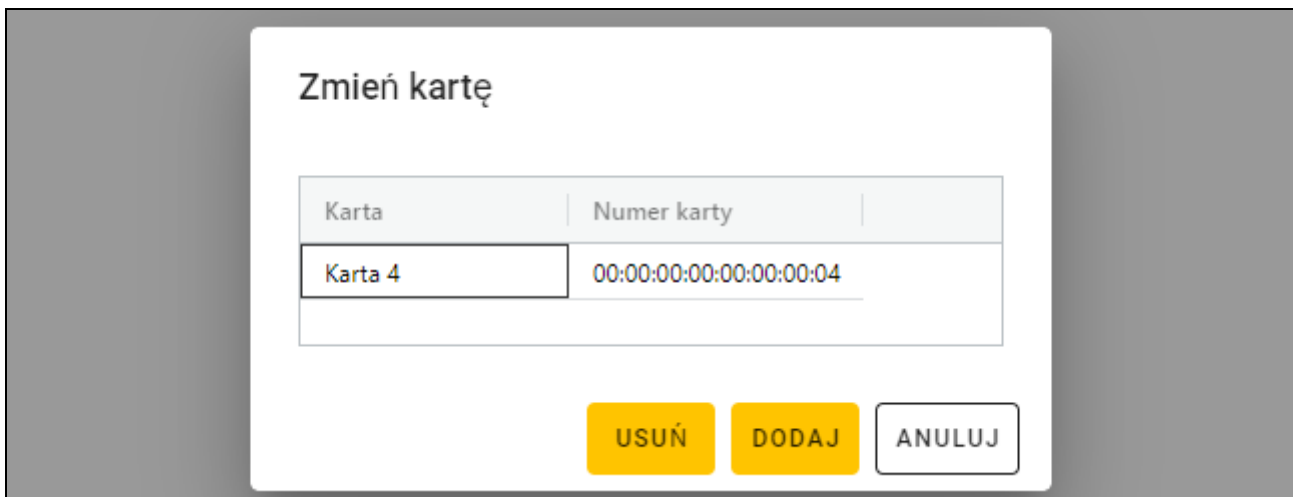 Zmień kartę
Karta Numer karty
Karta 4 00:00:00:00:00:00:00:04
USUŃ DODAJ ANULUJ